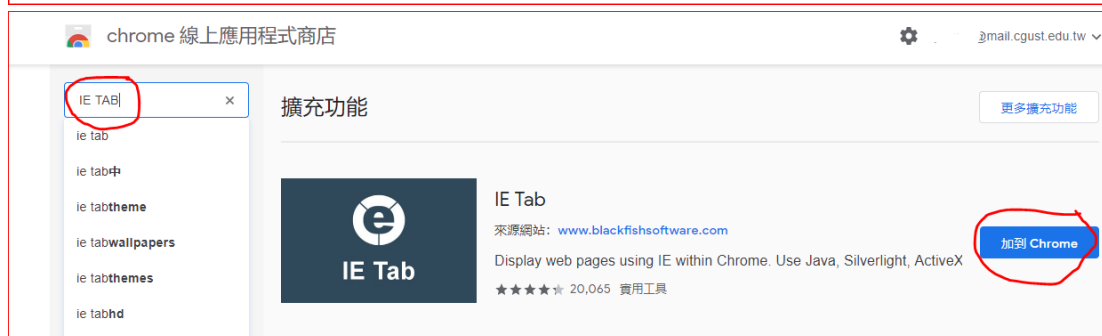 chrome 線上應用程式商店
@mail.cgust.edu.tw
IE TAB
擴充功能
更多擴充功能
ie tab
ie tab中
ie tabtheme
ie tabwallpapers
ie tabthemes
ie tabhd
IE Tab
IE Tab
來源網站：www.blackfishsoftware.com
Display web pages using IE within Chrome. Use Java, Silverlight, ActiveX
20,065 實用工具
加到 Chrome